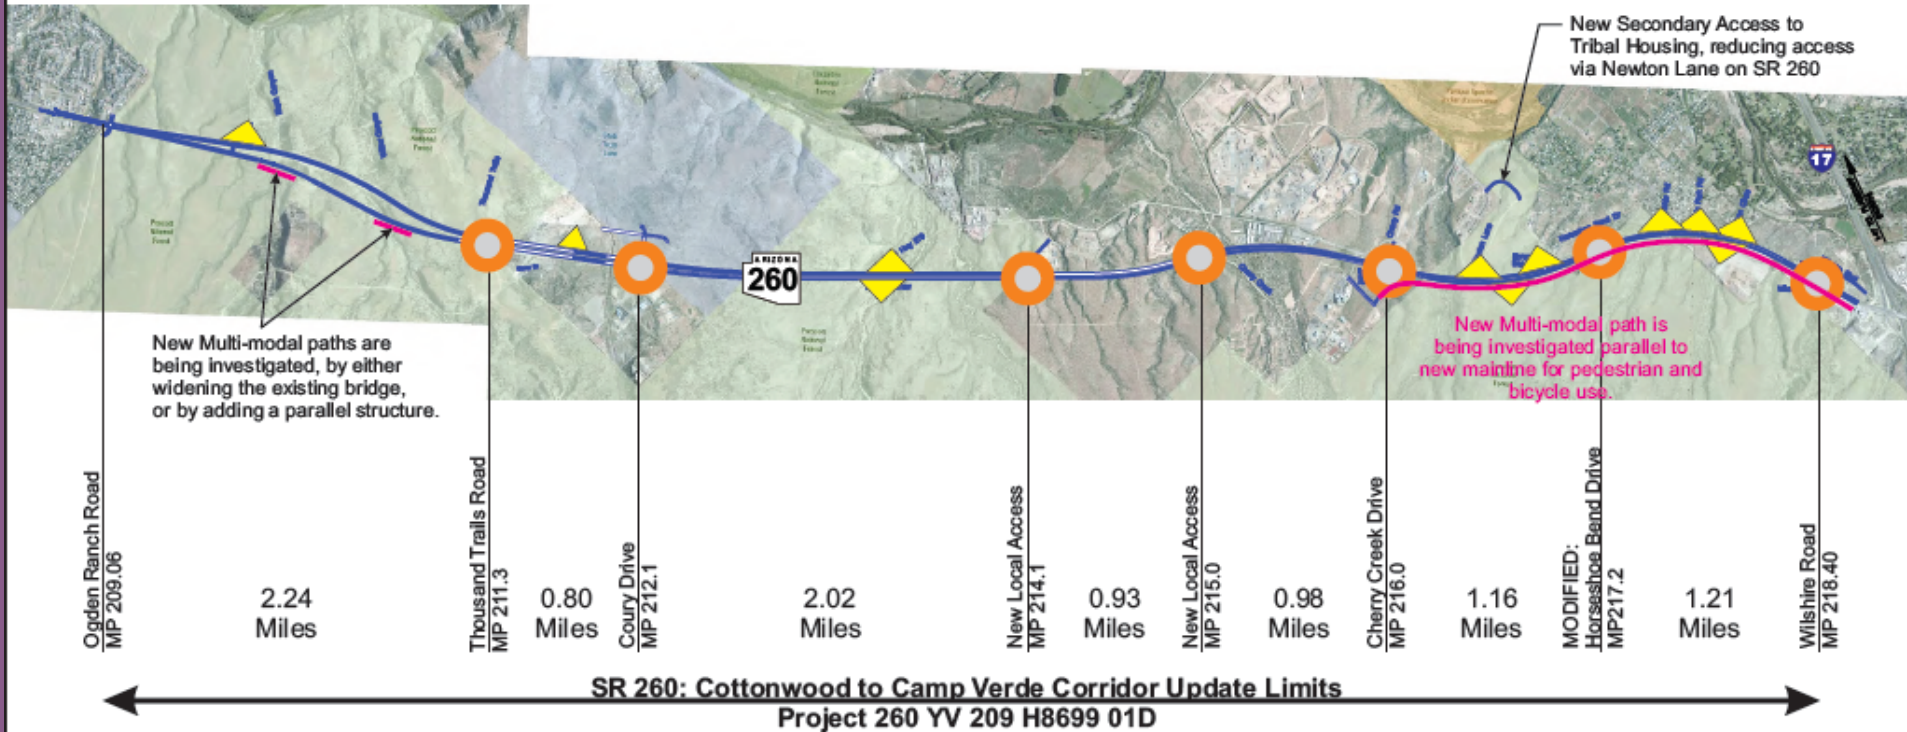 New Secondary Access to
Tribal Housing, reducing access
via Newton Lane on SR 260
17
ARIZONA
260
New Multi-modal paths are
being investigated, by either
widening the existing bridge,
or by adding a parallel structure.
New Multi-modal path is
being investigated parallel to
new mainline for pedestrian and
bicycle use.
Ogden Ranch Road
MP 209.06
2.24
Miles
Thousand Trails Road
MP 211.3
0.80
Miles
Coury Drive
MP 212.1
2.02
Miles
New Local Access
MP 214.1
0.93
Miles
New Local Access
MP 215.0
0.98
Miles
Cherry Creek Drive
MP 216.0
1.16
Miles
MODIFIED:
Horseshoe Bend Drive
MP217.2
1.21
Miles
Wilshire Road
MP 218.40
SR 260: Cottonwood to Camp Verde Corridor Update Limits
Project 260 YV 209 H8699 01D